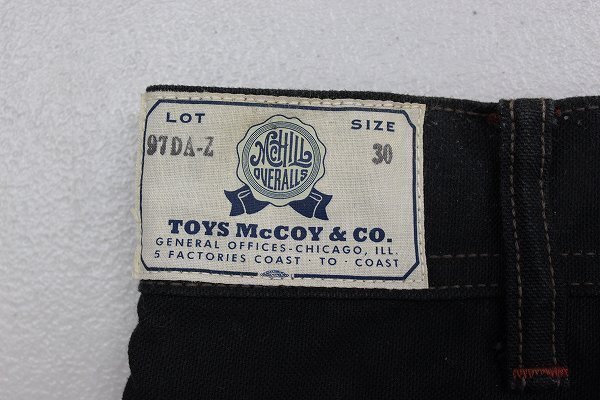 LOT SIZE
97DA-Z 30
McHILL
OVERALLS
TOYS McCOY & CO.
GENERAL OFFICES-CHICAGO, ILL.
5 FACTORIES COAST · TO · COAST